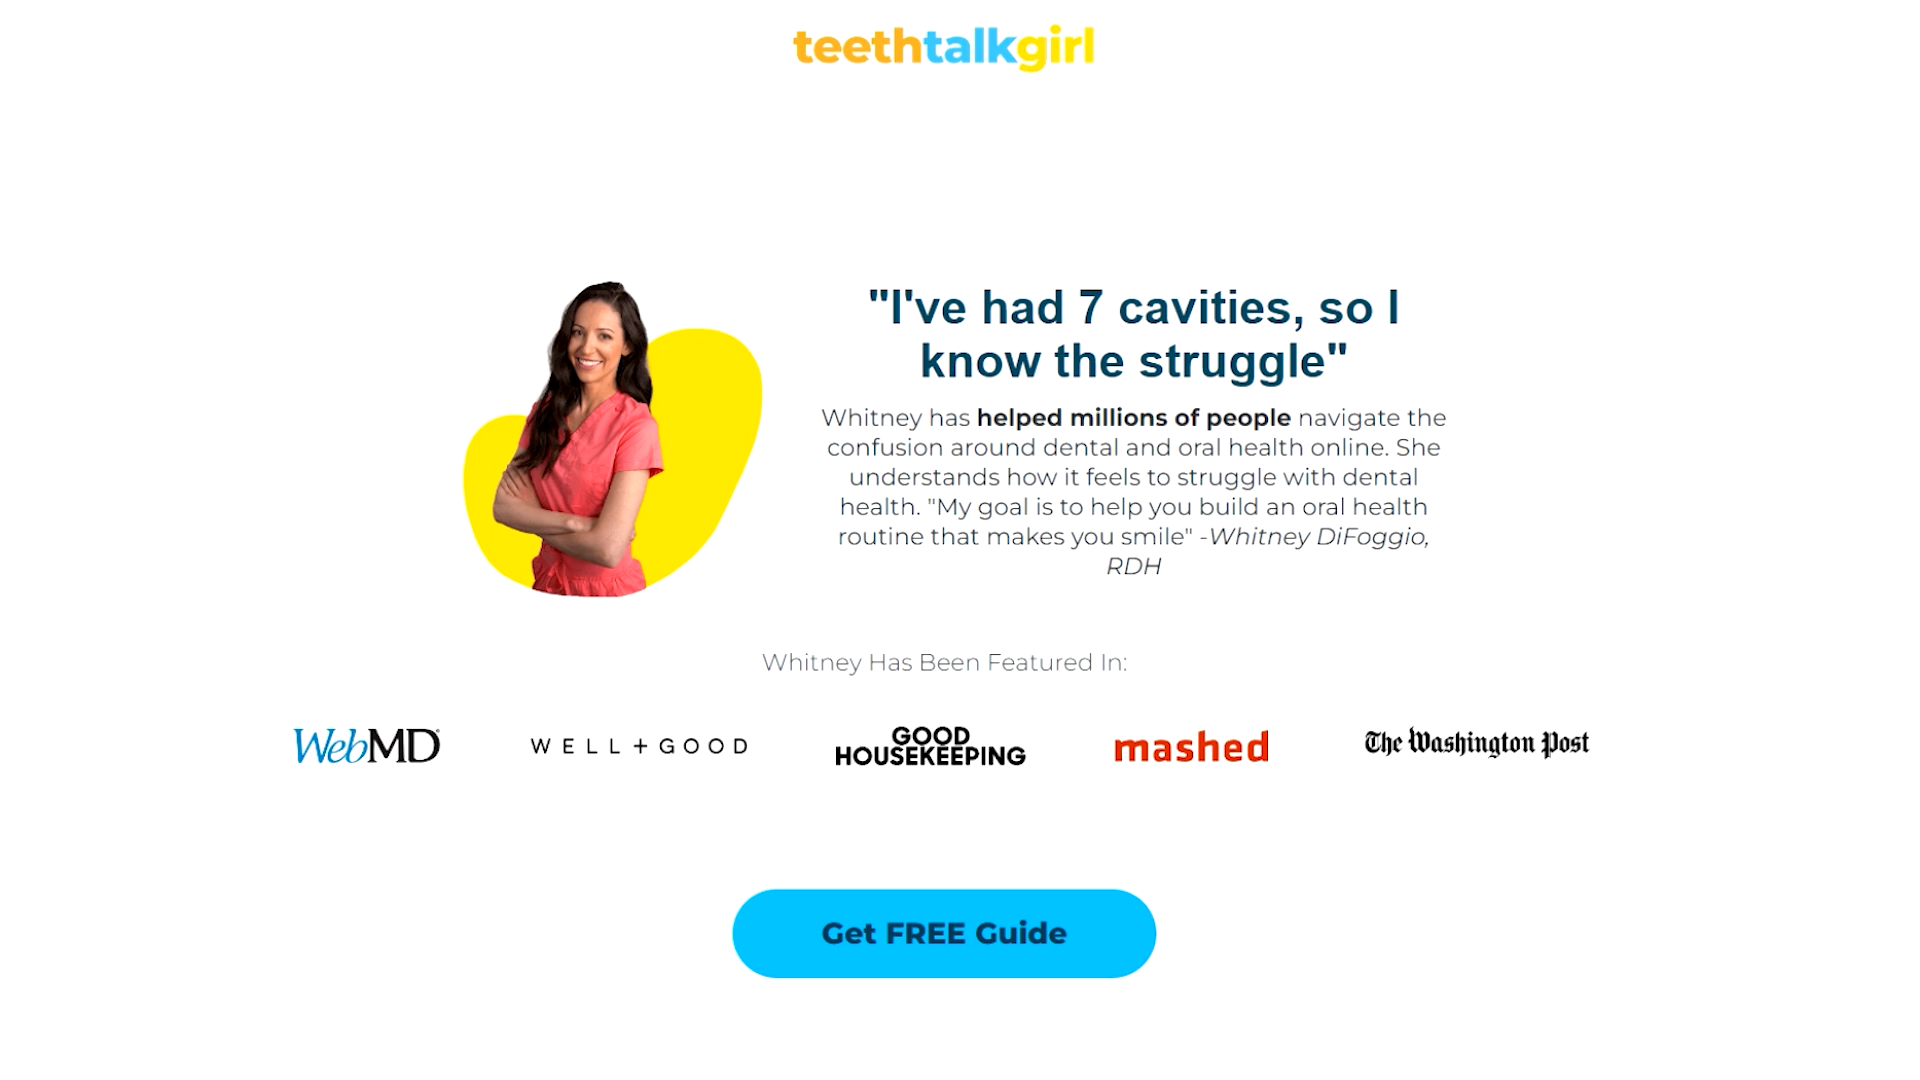 teethtalkgirl
"I've had 7 cavities, so I
know the struggle"
Whitney has helped millions of people navigate the
confusion around dental and oral health online. She
understands how it feels to struggle with dental
health. "My goal is to help you build an oral health
routine that makes you smile" -Whitney DiFoggio,
RDH
Whitney Has Been Featured In:
WebMD
WELL+GOOD
GOOD
HOUSEKEEPING
mashed
The Washington Post
Get FREE Guide